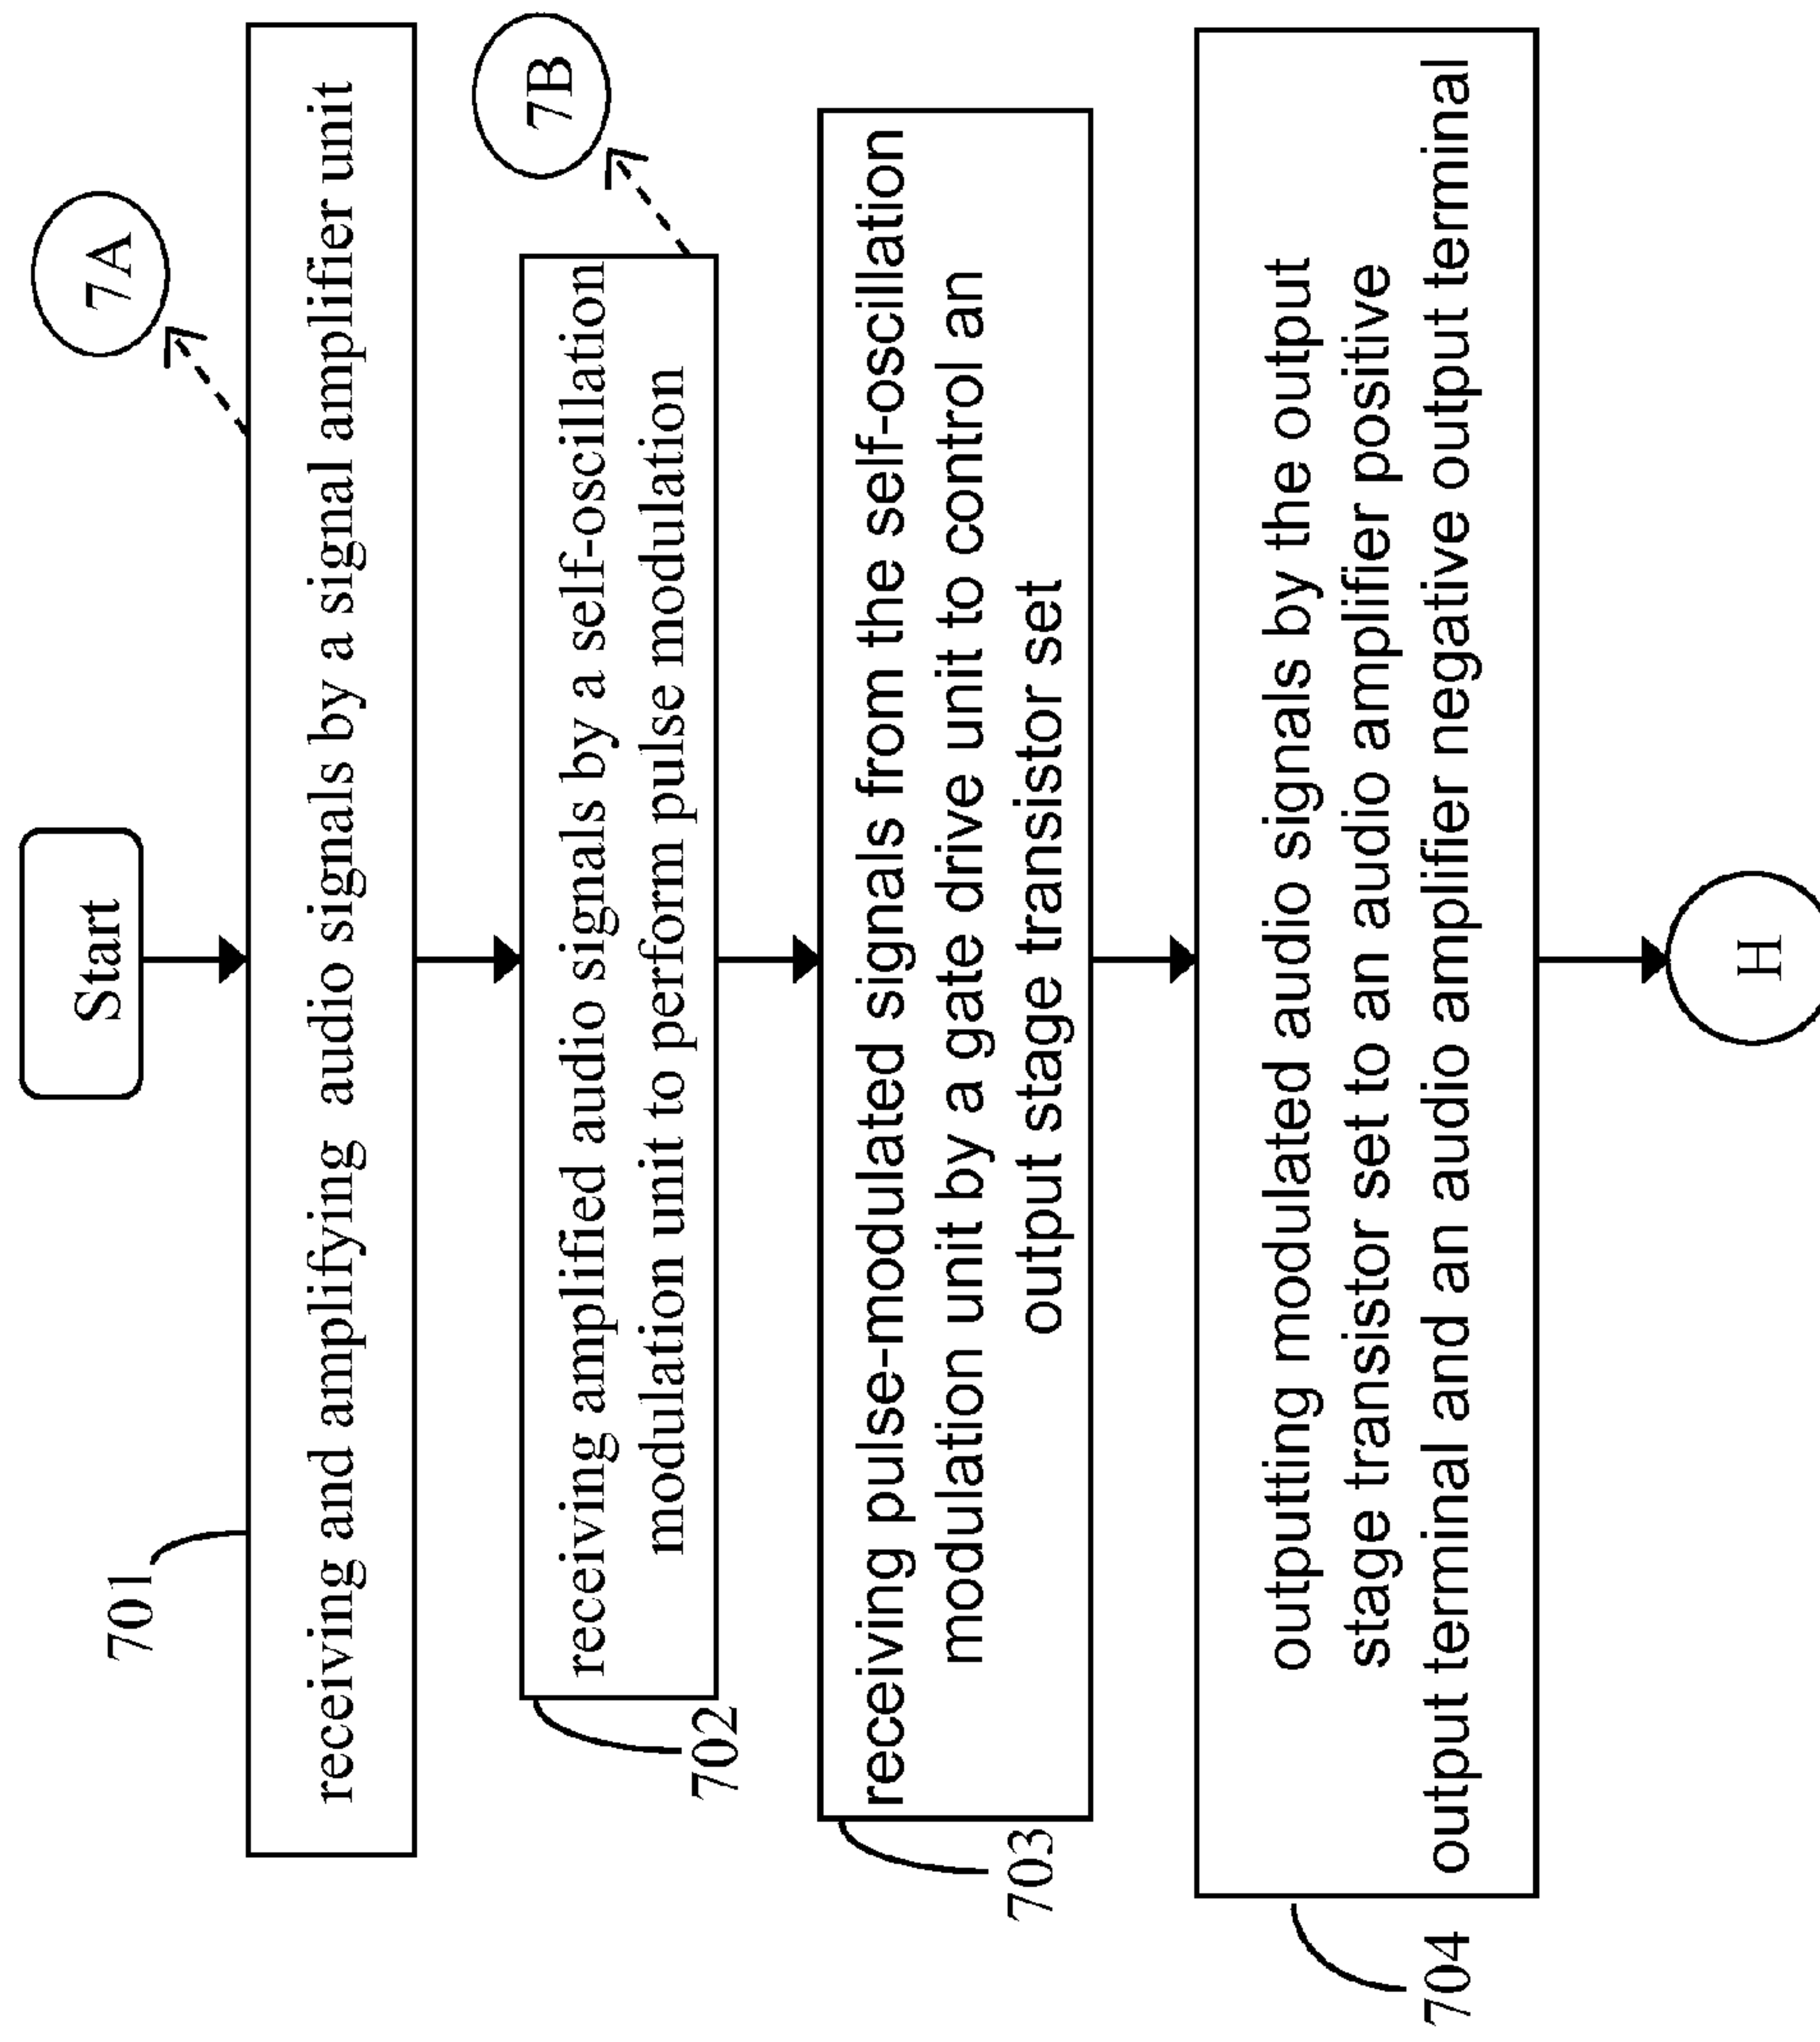 Start
7A
701
receiving and amplifying audio signals by a signal amplifier unit
7B
receiving amplified audio signals by a self-oscillation
modulation unit to perform pulse modulation
702
receiving pulse-modulated signals from the self-oscillation
modulation unit by a gate drive unit to control an
output stage transistor set
703
outputting modulated audio signals by the output
stage transistor set to an audio amplifier positive
output terminal and an audio amplifier negative output terminal
704
H